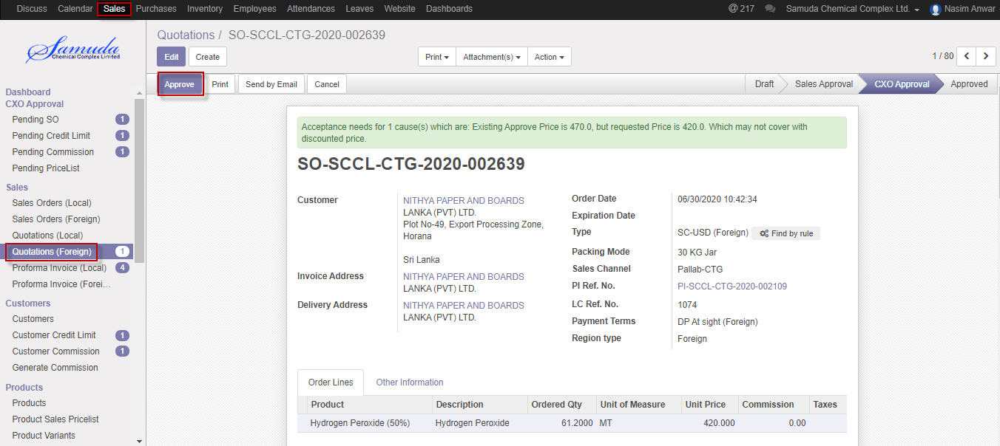 Discuss Calendar Sales Purchases Inventory Employees Attendances Leaves Website Dashboards @ 217 Samuda Chemical Complex Ltd. Nasim Anwar
Samuda
Chemical Complex Limited
Quotations / SO-SCCL-CTG-2020-002639
Edit Create Print Attachment(s) Action 1 / 80
Approve Print Send by Email Cancel Draft Sales Approval CXO Approval Approved
Dashboard
CXO Approval
Pending SO 1
Pending Credit Limit 1
Pending Commission 1
Pending PriceList
Sales
Sales Orders (Local)
Sales Orders (Foreign)
Quotations (Local)
Quotations (Foreign) 1
Proforma Invoice (Local) 4
Proforma Invoice (Forei...
Customers
Customers
Customer Credit Limit 1
Customer Commission 1
Generate Commission
Products
Products
Product Sales Pricelist
Product Variants
Acceptance needs for 1 cause(s) which are: Existing Approve Price is 470.0, but requested Price is 420.0. Which may not cover with
discounted price.
SO-SCCL-CTG-2020-002639
Customer NITHYA PAPER AND BOARDS
LANKA (PVT) LTD.
Plot No-49, Export Processing Zone,
Horana
Sri Lanka
Invoice Address NITHYA PAPER AND BOARDS
LANKA (PVT) LTD.
Delivery Address NITHYA PAPER AND BOARDS
LANKA (PVT) LTD.
Order Date 06/30/2020 10:42:34
Expiration Date
Type SC-USD (Foreign) Find by rule
Packing Mode 30 KG Jar
Sales Channel Pallab-CTG
PI Ref. No. PI-SCCL-CTG-2020-002109
LC Ref. No. 1074
Payment Terms DP At sight (Foreign)
Region type Foreign
Order Lines Other Information
Product Description Ordered Qty Unit of Measure Unit Price Commission Taxes
Hydrogen Peroxide (50%) Hydrogen Peroxide 61.2000 MT 420.000 0.00